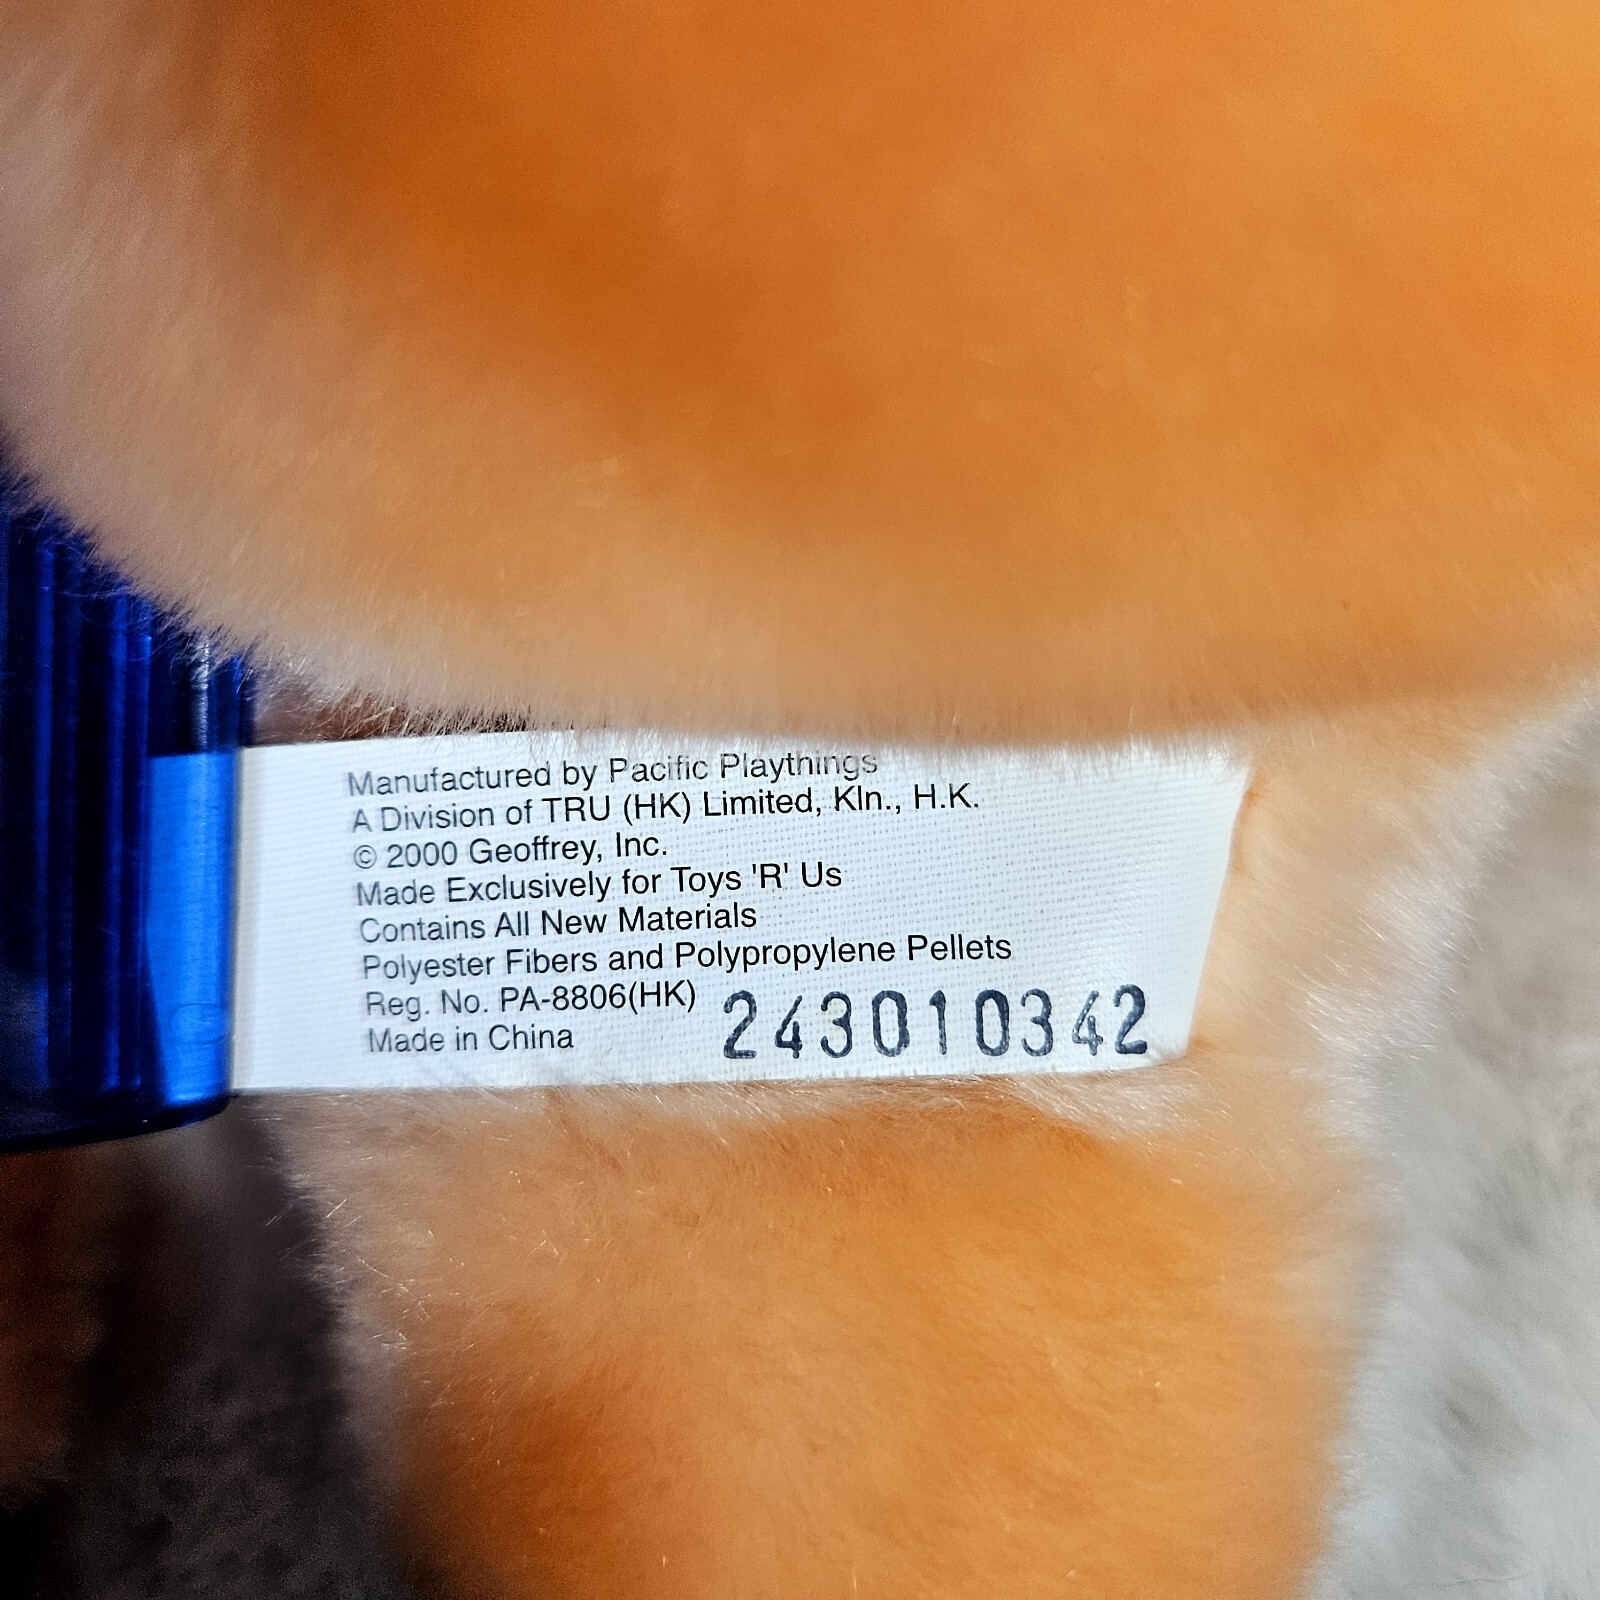 Manufactured by Pacific Playthings
A Division of TRU (HK) Limited, Kln., H.K.
© 2000 Geoffrey, Inc.
Made Exclusively for Toys 'R' Us
Contains All New Materials
Polyester Fibers and Polypropylene Pellets
Reg. No. PA-8806(HK)
Made in China
243010342